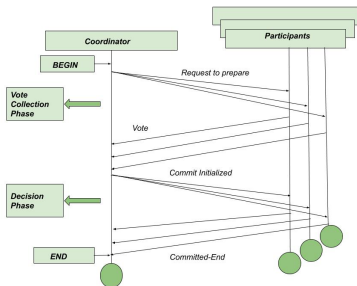 Coordinator
Participants
BEGIN
Request to prepare
Vote
Collection
Phase
Vote
Commit Initialized
Decision
Phase
END
Committed-End